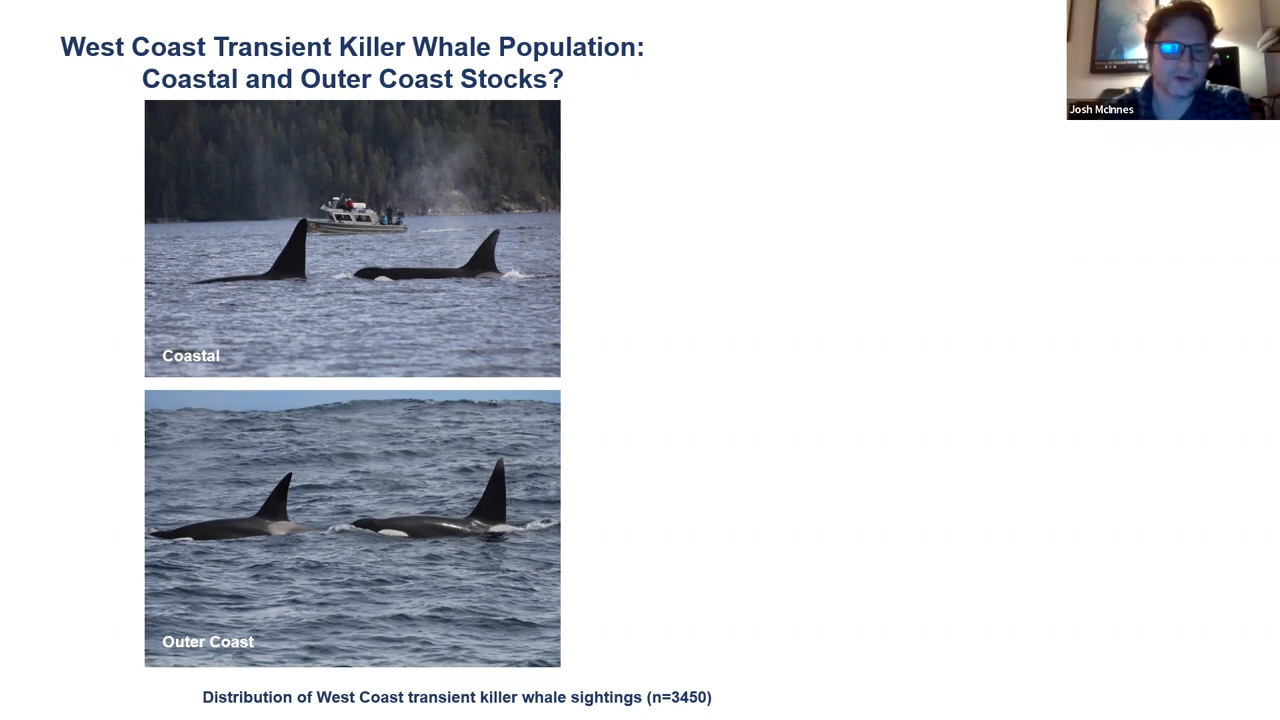 West Coast Transient Killer Whale Population:
Coastal and Outer Coast Stocks?
Josh McInnes
Coastal
Outer Coast
Distribution of West Coast transient killer whale sightings (n=3450)